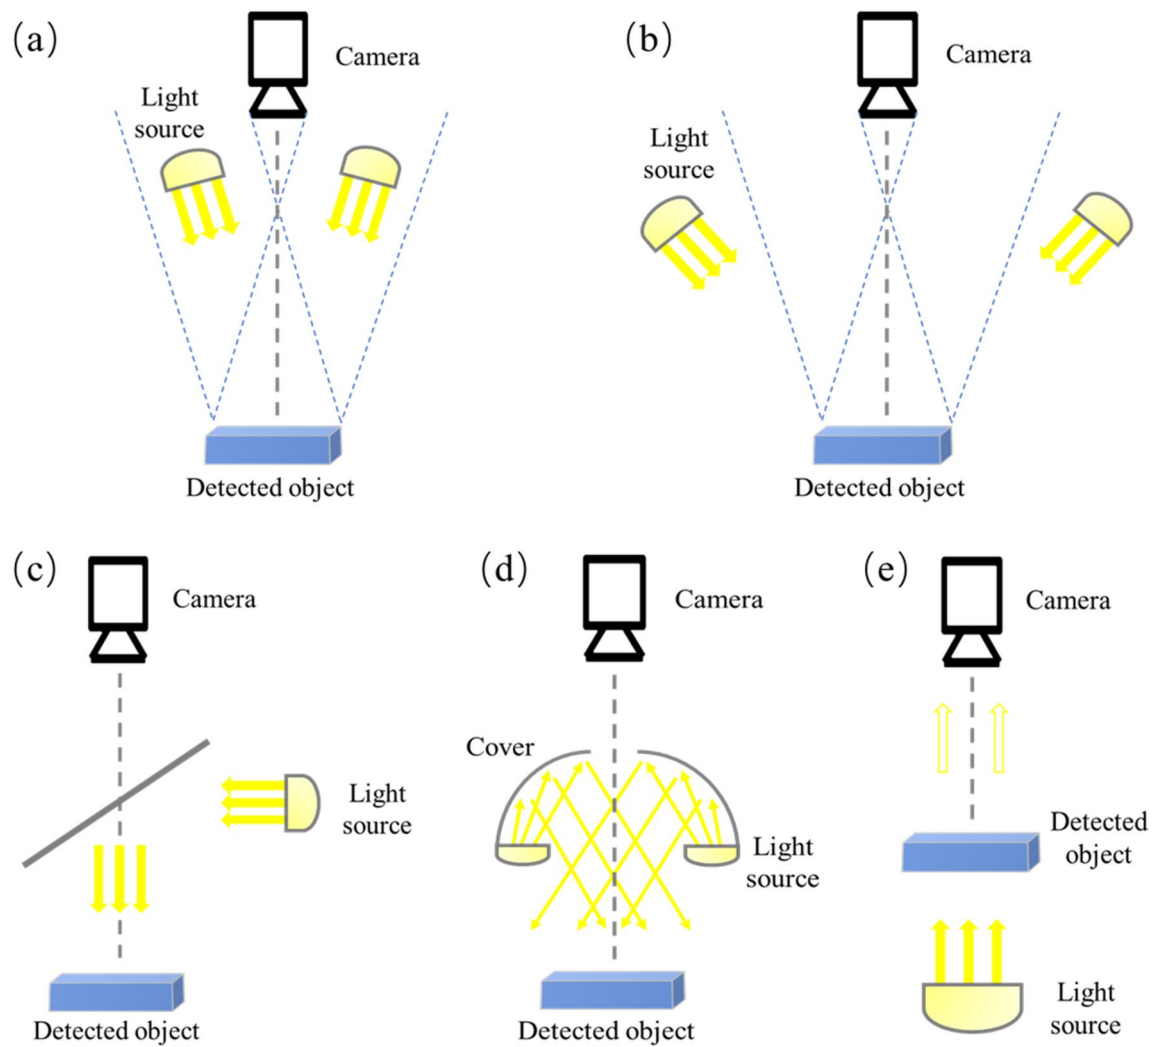 (a)
Camera
Light
source
Detected object
(b)
Camera
Light
source
Detected object
(c)
Camera
Light
source
Detected object
(d)
Camera
Cover
Light
source
Detected object
(e)
Camera
Detected
object
Light
source